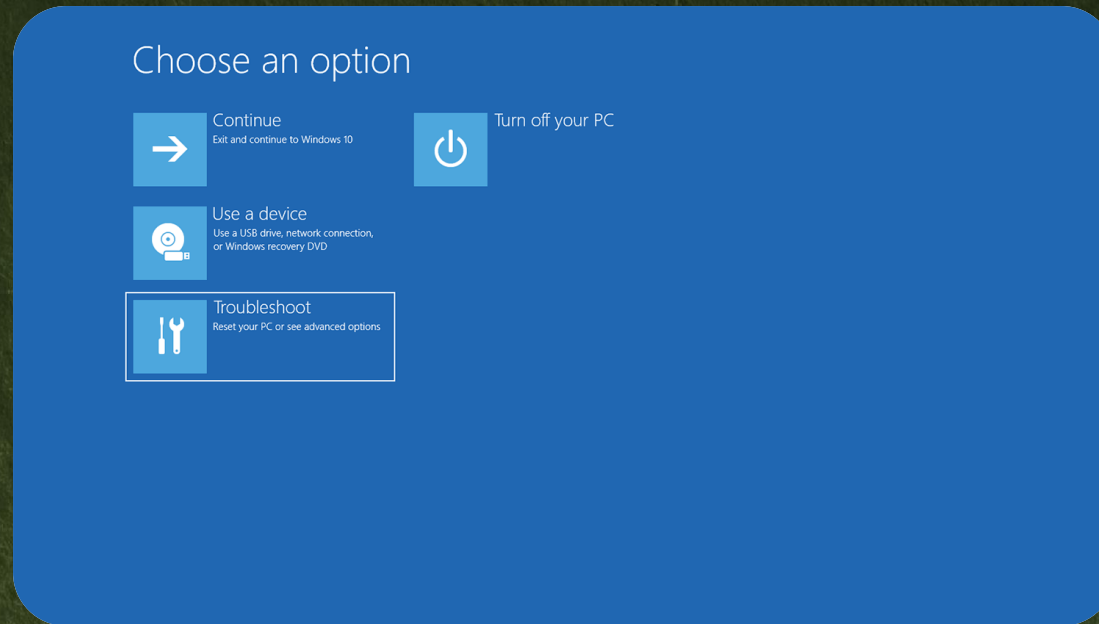 Choose an option
Continue
Exit and continue to Windows 10
Turn off your PC
Use a device
Use a USB drive, network connection,
or Windows recovery DVD
Troubleshoot
Reset your PC or see advanced options